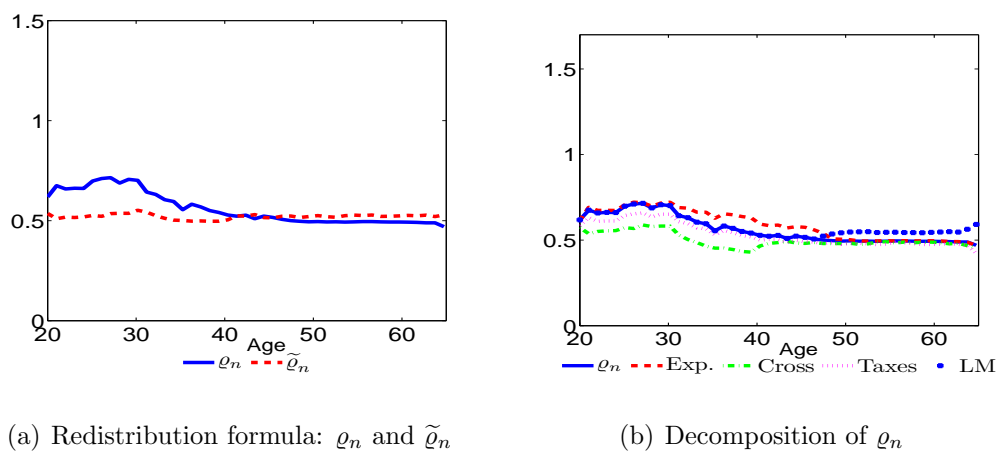 1.5
1
0.5
0
20 30 40 50 60
Age
ϱn ϱ̃n
(a) Redistribution formula: ϱn and ϱ̃n
1.5
1
0.5
0
20 30 40 50 60
Age
ϱn Exp. Cross Taxes LM
(b) Decomposition of ϱn